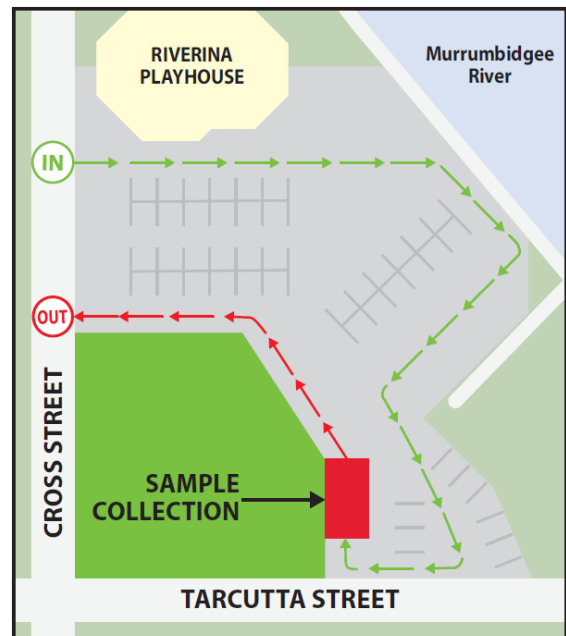 RIVERINA
PLAYHOUSE
Murrumbidgee
River
IN
OUT
CROSS STREET
SAMPLE
COLLECTION
TARCUTTA STREET